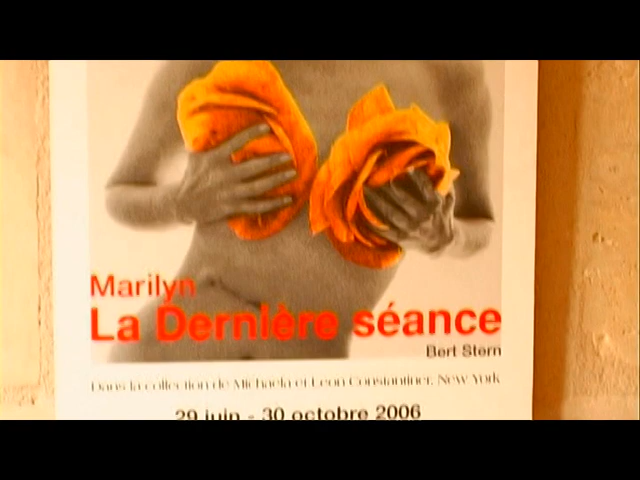 Marilyn
La Dernière séance
Bert Stern
Dans la collection de Michaela et Leon Constantiner, New York
29 juin - 30 octobre 2006